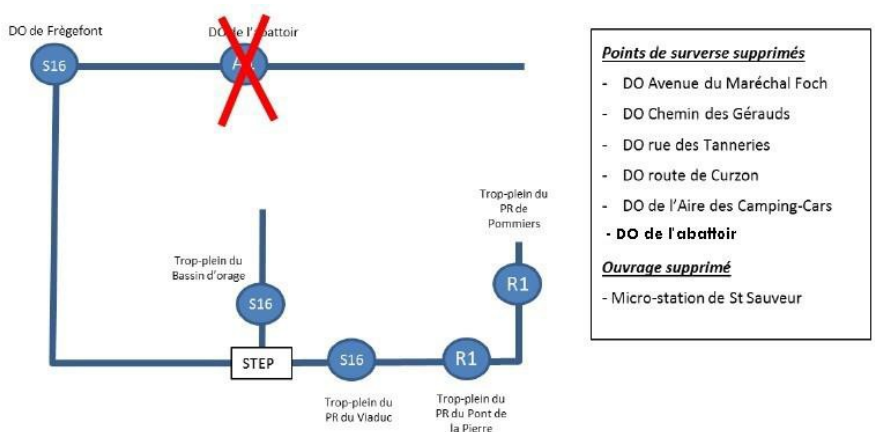 DO de Frègefont
DO de l'abattoir
S16
Trop-plein du
PR de
Pommiers
Trop-plein du
Bassin d'orage
R1
S16
STEP
S16
R1
Trop-plein du
PR du Viaduc
Trop-plein du
PR du Pont de
la Pierre
Points de surverse supprimés
- DO Avenue du Maréchal Foch
- DO Chemin des Gérauds
- DO rue des Tanneries
- DO route de Curzon
- DO de l'Aire des Camping-Cars
- DO de l'abattoir
Ouvrage supprimé
- Micro-station de St Sauveur